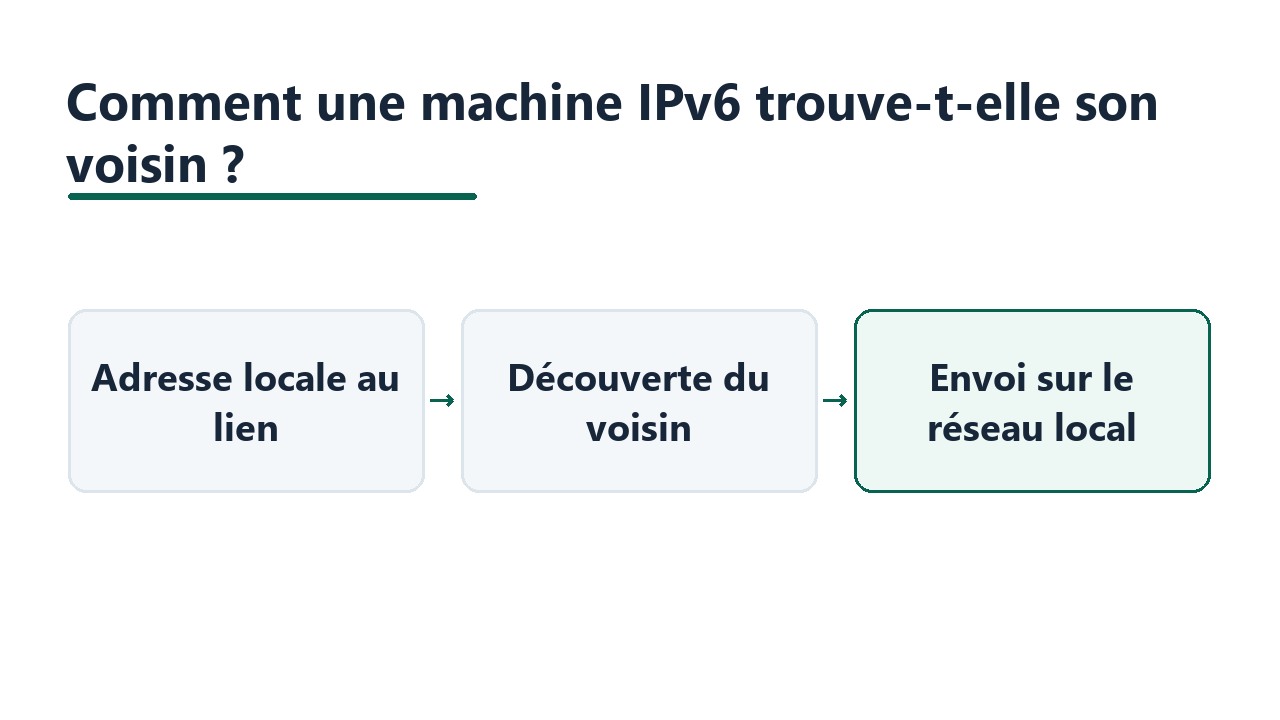 Comment une machine IPv6 trouve-t-elle son
voisin ?
Adresse locale au
lien
→
Découverte du
voisin
→
Envoi sur le
réseau local